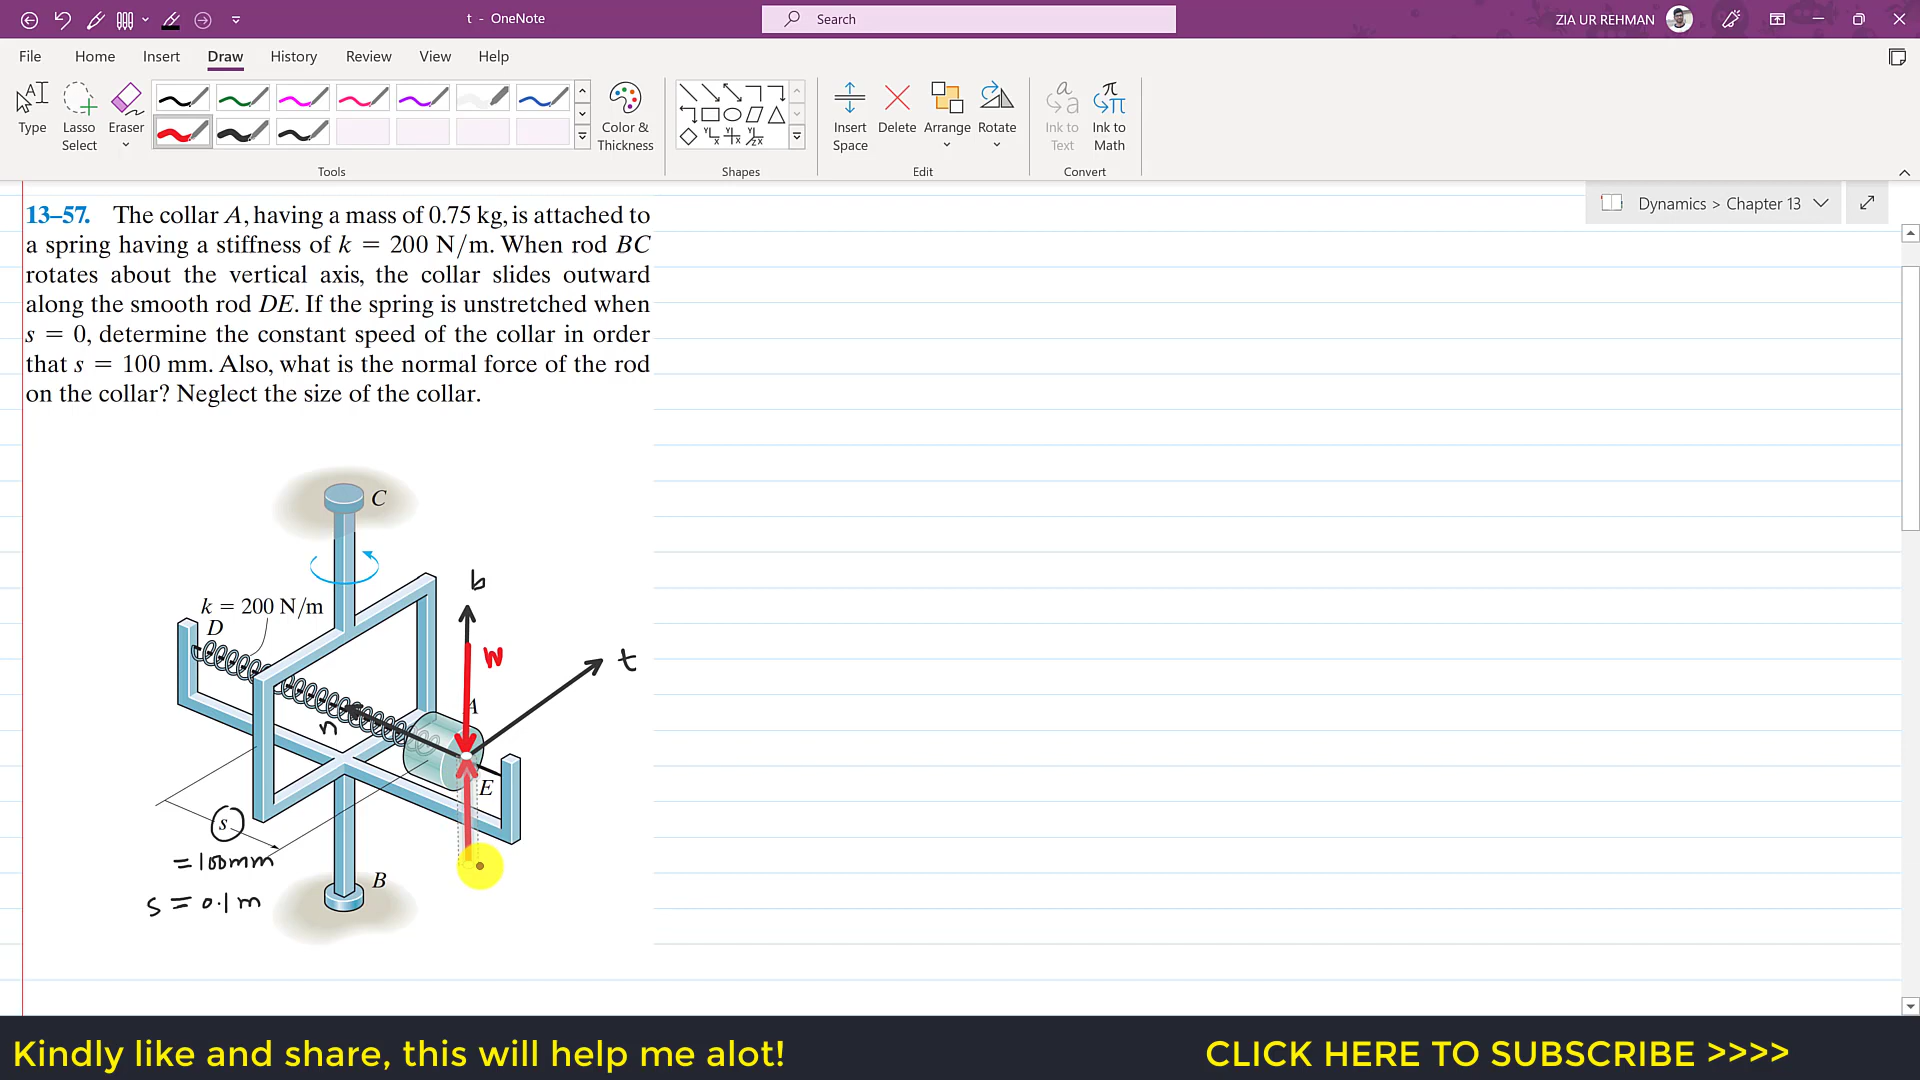 t - OneNote
Search
ZIA UR REHMAN
File Home Insert Draw History Review View Help
Type
Lasso Select
Eraser
Color & Thickness
Insert Space
Delete
Arrange
Rotate
Ink to Text
Ink to Math
Tools
Shapes
Edit
Convert
Dynamics > Chapter 13
13–57. The collar A, having a mass of 0.75 kg, is attached to
a spring having a stiffness of k = 200 N/m. When rod BC
rotates about the vertical axis, the collar slides outward
along the smooth rod DE. If the spring is unstretched when
s = 0, determine the constant speed of the collar in order
that s = 100 mm. Also, what is the normal force of the rod
on the collar? Neglect the size of the collar.
C
b
k = 200 N/m
D
W
t
A
n
E
s
= 100mm
B
s = 0.1 m
Kindly like and share, this will help me alot!
CLICK HERE TO SUBSCRIBE >>>>